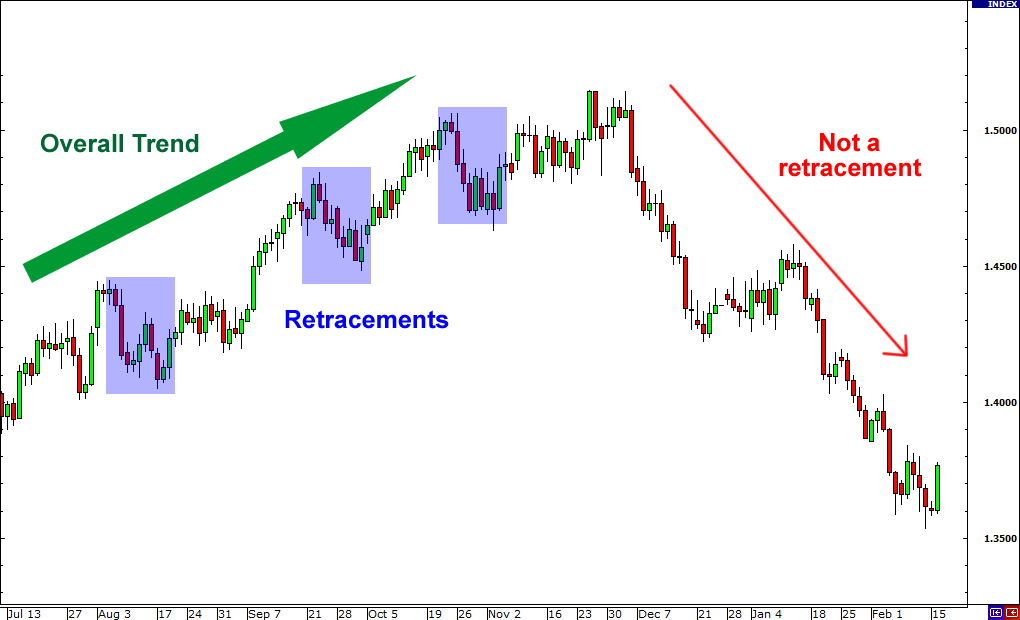 INDEX
Overall Trend
Not a
retracement
Retracements
1.5000
1.4500
1.4000
1.3500
Jul 13 27 Aug 3 17 24 31 Sep 7 21 28 Oct 5 19 26 Nov 2 16 23 30 Dec 7 21 28 Jan 4 18 25 Feb 1 15